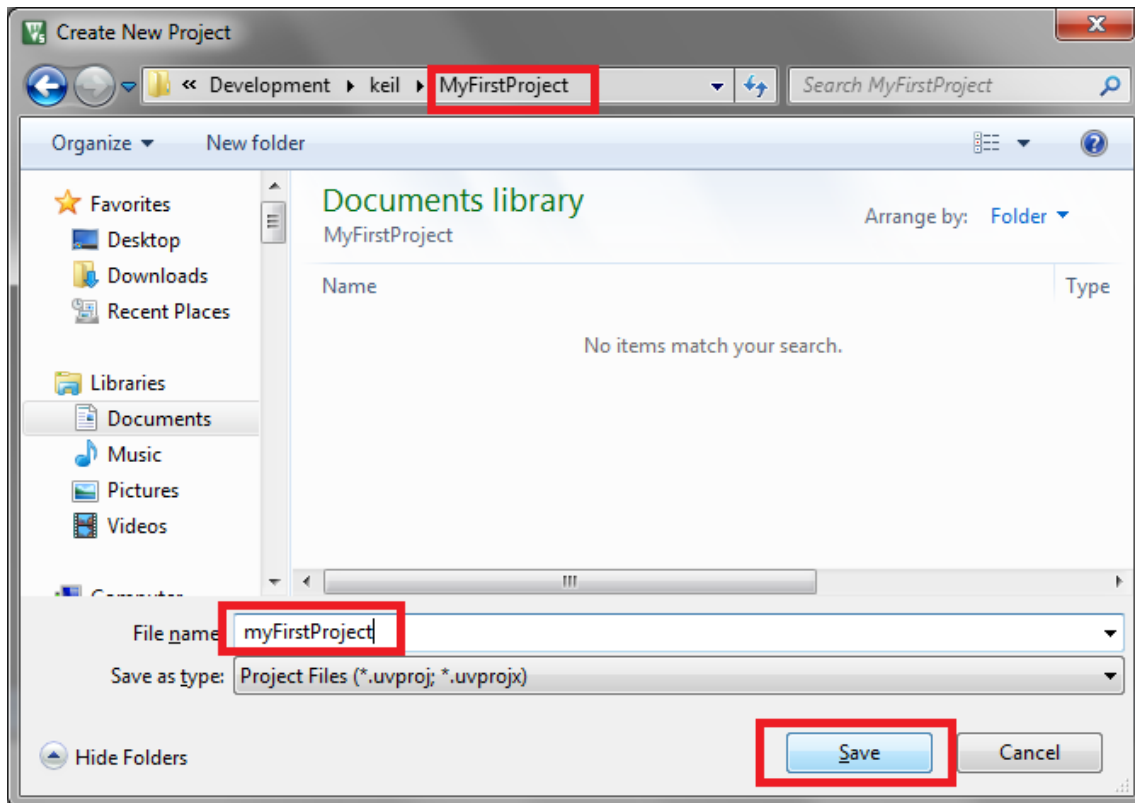 Create New Project
« Development ▸ keil ▸ MyFirstProject
Search MyFirstProject
Organize
New folder
Favorites
Desktop
Downloads
Recent Places
Libraries
Documents
Music
Pictures
Videos
Documents library
MyFirstProject
Arrange by: Folder
Name
Type
No items match your search.
File name
myFirstProject
Save as type: Project Files (*.uvproj; *.uvprojx)
Hide Folders
Save
Cancel